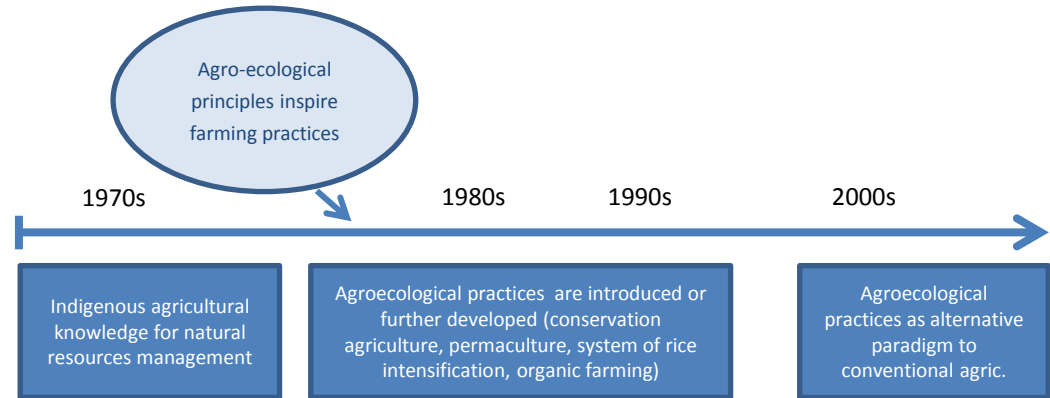 Agro-ecological
principles inspire
farming practices
1970s
1980s
1990s
2000s
Indigenous agricultural
knowledge for natural
resources management
Agroecological practices are introduced or
further developed (conservation
agriculture, permaculture, system of rice
intensification, organic farming)
Agroecological
practices as alternative
paradigm to
conventional agric.